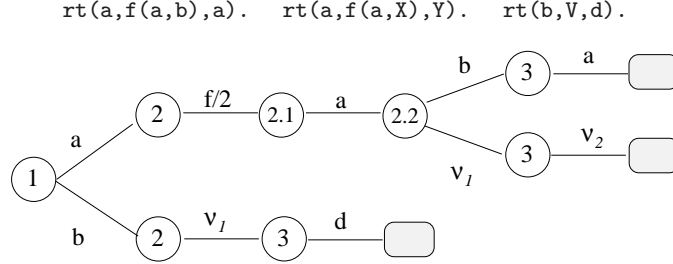 rt(a,f(a,b),a). rt(a,f(a,X),Y). rt(b,V,d).
b 3 a
a 2 f/2 2.1 a 2.2
ν1 3 ν2
1
b 2 ν1 3 d